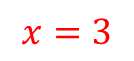 x = 3